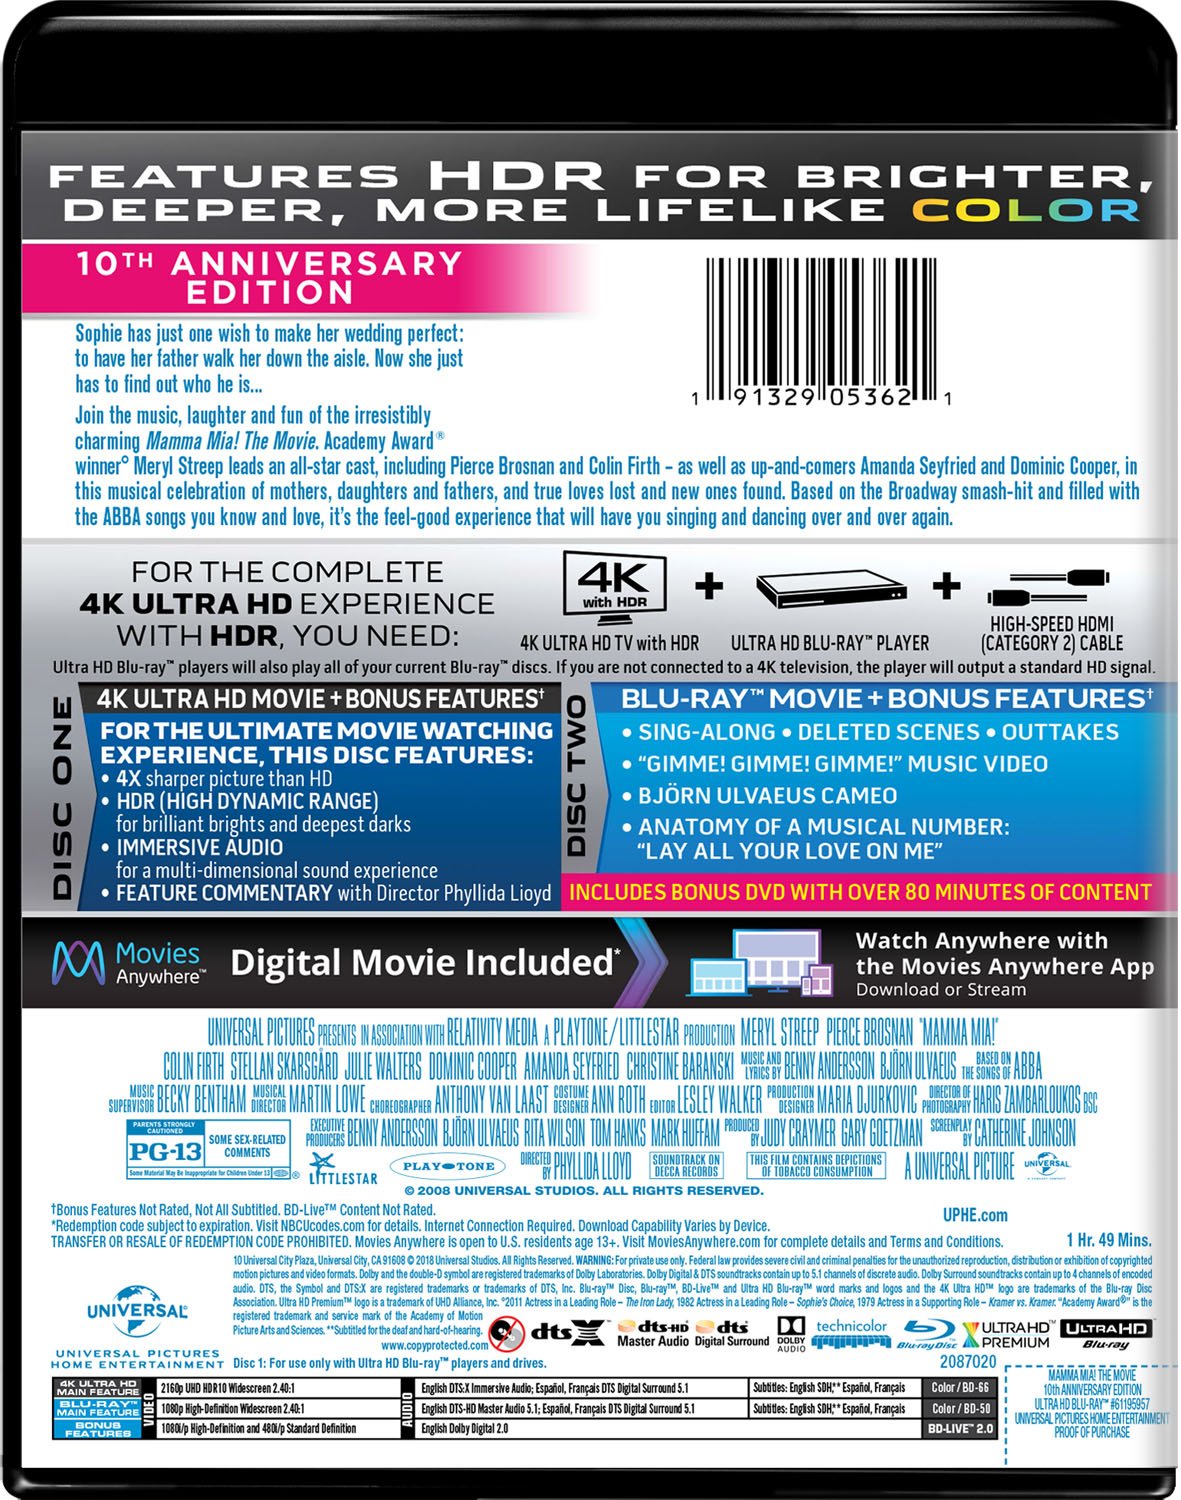 FEATURES HDR FOR BRIGHTER,
DEEPER, MORE LIFELIKE COLOR
10TH ANNIVERSARY
EDITION
Sophie has just one wish to make her wedding perfect:
to have her father walk her down the aisle. Now she just
has to find out who he is...
1 91329 05362 1
Join the music, laughter and fun of the irresistibly
charming Mamma Mia! The Movie. Academy Award®
winner° Meryl Streep leads an all-star cast, including Pierce Brosnan and Colin Firth – as well as up-and-comers Amanda Seyfried and Dominic Cooper, in
this musical celebration of mothers, daughters and fathers, and true loves lost and new ones found. Based on the Broadway smash-hit and filled with
the ABBA songs you know and love, it's the feel-good experience that will have you singing and dancing over and over again.
FOR THE COMPLETE
4K ULTRA HD EXPERIENCE
WITH HDR, YOU NEED:
4K
with HDR
4K ULTRA HD TV with HDR
+
ULTRA HD BLU-RAY™ PLAYER
+
HIGH-SPEED HDMI
(CATEGORY 2) CABLE
Ultra HD Blu-ray™ players will also play all of your current Blu-ray™ discs. If you are not connected to a 4K television, the player will output a standard HD signal.
DISC ONE
4K ULTRA HD MOVIE + BONUS FEATURES†
FOR THE ULTIMATE MOVIE WATCHING
EXPERIENCE, THIS DISC FEATURES:
• 4X sharper picture than HD
• HDR (HIGH DYNAMIC RANGE)
for brilliant brights and deepest darks
• IMMERSIVE AUDIO
for a multi-dimensional sound experience
• FEATURE COMMENTARY with Director Phyllida Lloyd
DISC TWO
BLU-RAY™ MOVIE + BONUS FEATURES†
• SING-ALONG • DELETED SCENES • OUTTAKES
• "GIMME! GIMME! GIMME!" MUSIC VIDEO
• BJÖRN ULVAEUS CAMEO
• ANATOMY OF A MUSICAL NUMBER:
"LAY ALL YOUR LOVE ON ME"
INCLUDES BONUS DVD WITH OVER 80 MINUTES OF CONTENT
Movies
Anywhere™
Digital Movie Included*
Watch Anywhere with
the Movies Anywhere App
Download or Stream
UNIVERSAL PICTURES PRESENTS IN ASSOCIATION WITH RELATIVITY MEDIA A PLAYTONE/LITTLESTAR PRODUCTION MERYL STREEP PIERCE BROSNAN "MAMMA MIA!"
COLIN FIRTH STELLAN SKARSGÅRD JULIE WALTERS DOMINIC COOPER AMANDA SEYFRIED CHRISTINE BARANSKI MUSIC AND LYRICS BY BENNY ANDERSSON BJÖRN ULVAEUS BASED ON THE SONGS OF ABBA
MUSIC SUPERVISOR BECKY BENTHAM MUSICAL DIRECTOR MARTIN LOWE CHOREOGRAPHER ANTHONY VAN LAAST COSTUME DESIGNER ANN ROTH EDITOR LESLEY WALKER PRODUCTION DESIGNER MARIA DJURKOVIC DIRECTOR OF PHOTOGRAPHY HARIS ZAMBARLOUKOS BSC
EXECUTIVE PRODUCERS BENNY ANDERSSON BJÖRN ULVAEUS RITA WILSON TOM HANKS MARK HUFFAM PRODUCED BY JUDY CRAYMER GARY GOETZMAN SCREENPLAY BY CATHERINE JOHNSON
PARENTS STRONGLY CAUTIONED
PG-13
SOME SEX-RELATED
COMMENTS
Some Material May Be Inappropriate for Children Under 13
®
LITTLESTAR
PLAY•TONE
DIRECTED BY PHYLLIDA LLOYD
SOUNDTRACK ON
DECCA RECORDS
THIS FILM CONTAINS DEPICTIONS
OF TOBACCO CONSUMPTION
A UNIVERSAL PICTURE
UNIVERSAL
© 2008 UNIVERSAL STUDIOS. ALL RIGHTS RESERVED.
†Bonus Features Not Rated, Not All Subtitled. BD-Live™ Content Not Rated.
UPHE.com
*Redemption code subject to expiration. Visit NBCUcodes.com for details. Internet Connection Required. Download Capability Varies by Device.
TRANSFER OR RESALE OF REDEMPTION CODE PROHIBITED. Movies Anywhere is open to U.S. residents age 13+. Visit MoviesAnywhere.com for complete details and Terms and Conditions.
1 Hr. 49 Mins.
10 Universal City Plaza, Universal City, CA 91608 © 2018 Universal Studios. All Rights Reserved. WARNING: For private use only. Federal law provides severe civil and criminal penalties for the unauthorized reproduction, distribution or exhibition of copyrighted
motion pictures and video formats. Dolby and the double-D symbol are registered trademarks of Dolby Laboratories. Dolby Digital & DTS soundtracks contain up to 5.1 channels of discrete audio. Dolby Surround soundtracks contain up to 4 channels of encoded
audio. DTS, the Symbol and DTS:X are registered trademarks or trademarks of DTS, Inc. Blu-ray™ Disc, Blu-ray™, BD-Live™ and Ultra HD Blu-ray™ word marks and logos and the 4K Ultra HD™ logo are trademarks of the Blu-ray Disc
Association. Ultra HD Premium™ logo is a trademark of UHD Alliance, Inc. °2011 Actress in a Leading Role – The Iron Lady, 1982 Actress in a Leading Role – Sophie's Choice, 1979 Actress in a Supporting Role – Kramer vs. Kramer. "Academy Award®" is the
registered trademark and service mark of the Academy of Motion
Picture Arts and Sciences. **Subtitled for the deaf and hard-of-hearing.
www.copyprotected.com
UNIVERSAL
UNIVERSAL PICTURES
HOME ENTERTAINMENT
dts X
dts-HD
Master Audio
dts
Digital Surround
DOLBY
AUDIO
technicolor
Blu-ray Disc
ULTRA HD
PREMIUM
ULTRA HD
Blu-ray
Disc 1: For use only with Ultra HD Blu-ray™ players and drives.
2087020
4K ULTRA HD
MAIN FEATURE
BLU-RAY™
MAIN FEATURE
BONUS
FEATURES
VIDEO
2160p UHD HDR10 Widescreen 2.40:1
1080p High-Definition Widescreen 2.40:1
1080i/p High-Definition and 480i/p Standard Definition
AUDIO
English DTS:X Immersive Audio; Español, Français DTS Digital Surround 5.1
English DTS-HD Master Audio 5.1; Español, Français DTS Digital Surround 5.1
English Dolby Digital 2.0
Subtitles: English SDH,** Español, Français
Subtitles: English SDH,** Español, Français
Color / BD-66
Color / BD-50
BD-LIVE™ 2.0
MAMMA MIA! THE MOVIE
10th ANNIVERSARY EDITION
ULTRA HD BLU-RAY™ #61195957
UNIVERSAL PICTURES HOME ENTERTAINMENT
PROOF OF PURCHASE